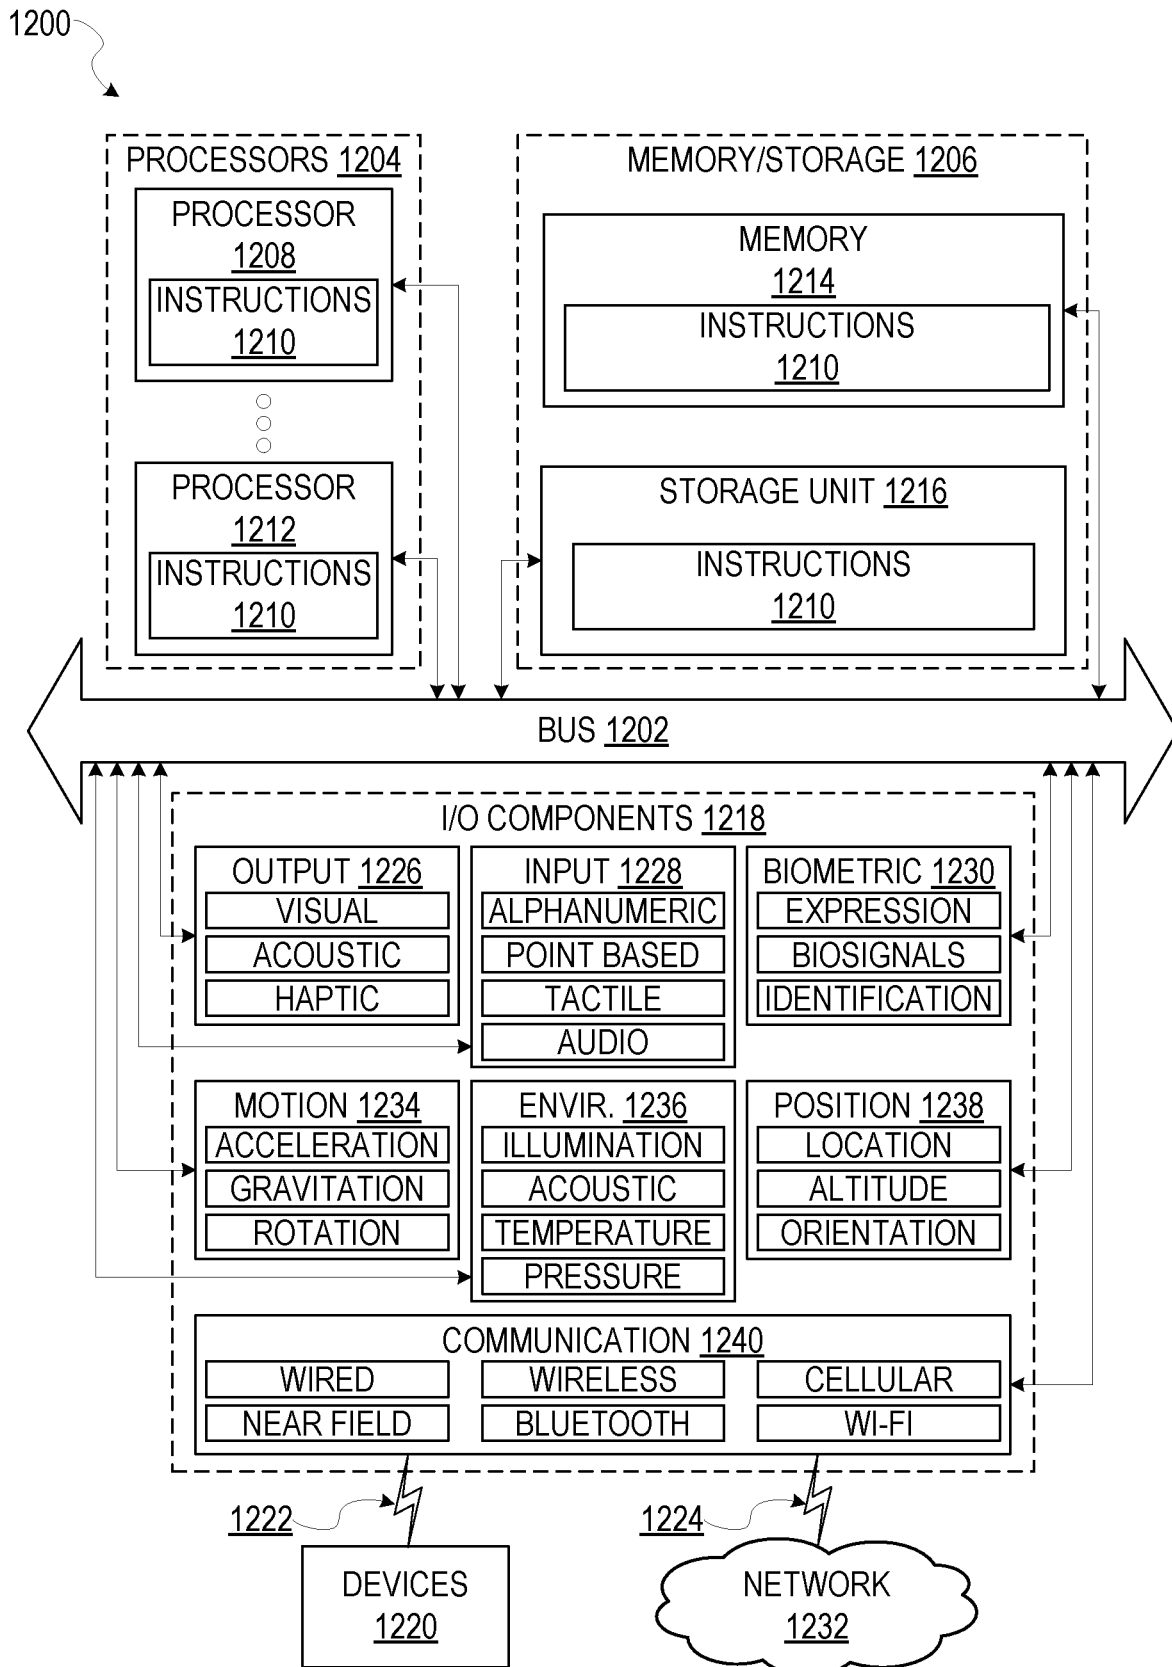 1200
PROCESSORS 1204
PROCESSOR
1208
INSTRUCTIONS
1210
PROCESSOR
1212
INSTRUCTIONS
1210
MEMORY/STORAGE 1206
MEMORY
1214
INSTRUCTIONS
1210
STORAGE UNIT 1216
INSTRUCTIONS
1210
BUS 1202
I/O COMPONENTS 1218
OUTPUT 1226
VISUAL
ACOUSTIC
HAPTIC
INPUT 1228
ALPHANUMERIC
POINT BASED
TACTILE
AUDIO
BIOMETRIC 1230
EXPRESSION
BIOSIGNALS
IDENTIFICATION
MOTION 1234
ACCELERATION
GRAVITATION
ROTATION
ENVIR. 1236
ILLUMINATION
ACOUSTIC
TEMPERATURE
PRESSURE
POSITION 1238
LOCATION
ALTITUDE
ORIENTATION
COMMUNICATION 1240
WIRED
WIRELESS
CELLULAR
NEAR FIELD
BLUETOOTH
WI-FI
1222
1224
DEVICES
1220
NETWORK
1232